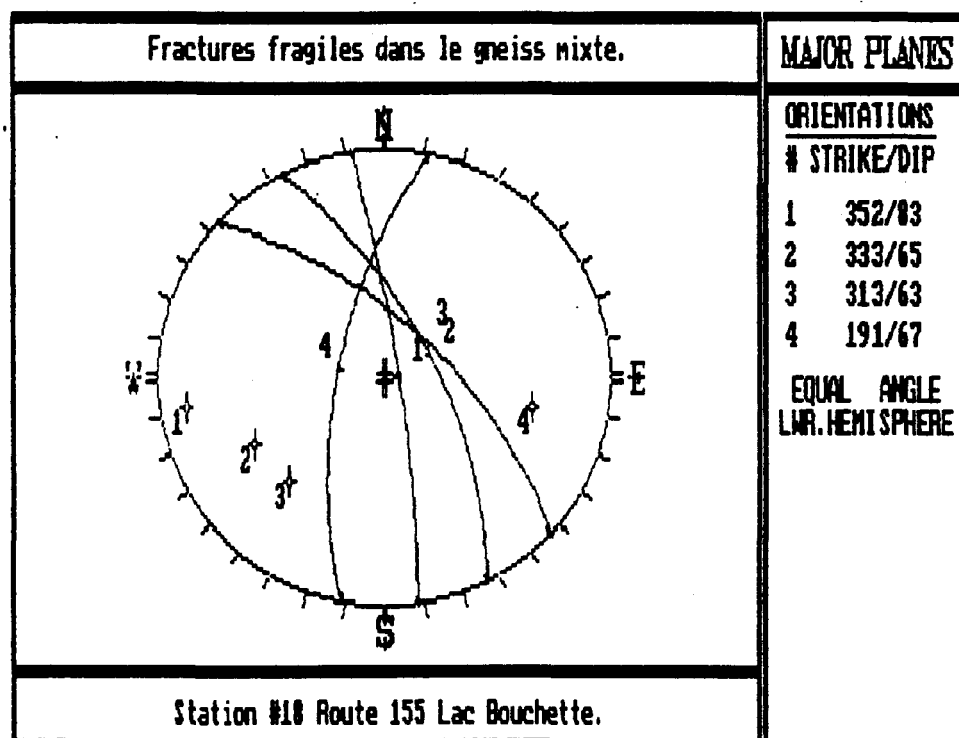 Fractures fragiles dans le gneiss mixte.
MAJOR PLANES
ORIENTATIONS
# STRIKE/DIP
1 352/83
2 333/65
3 313/63
4 191/67
EQUAL ANGLE
LWR.HEMISPHERE
N
3
2
4
1
W
E
1
4
2
3
S
Station #18 Route 155 Lac Bouchette.